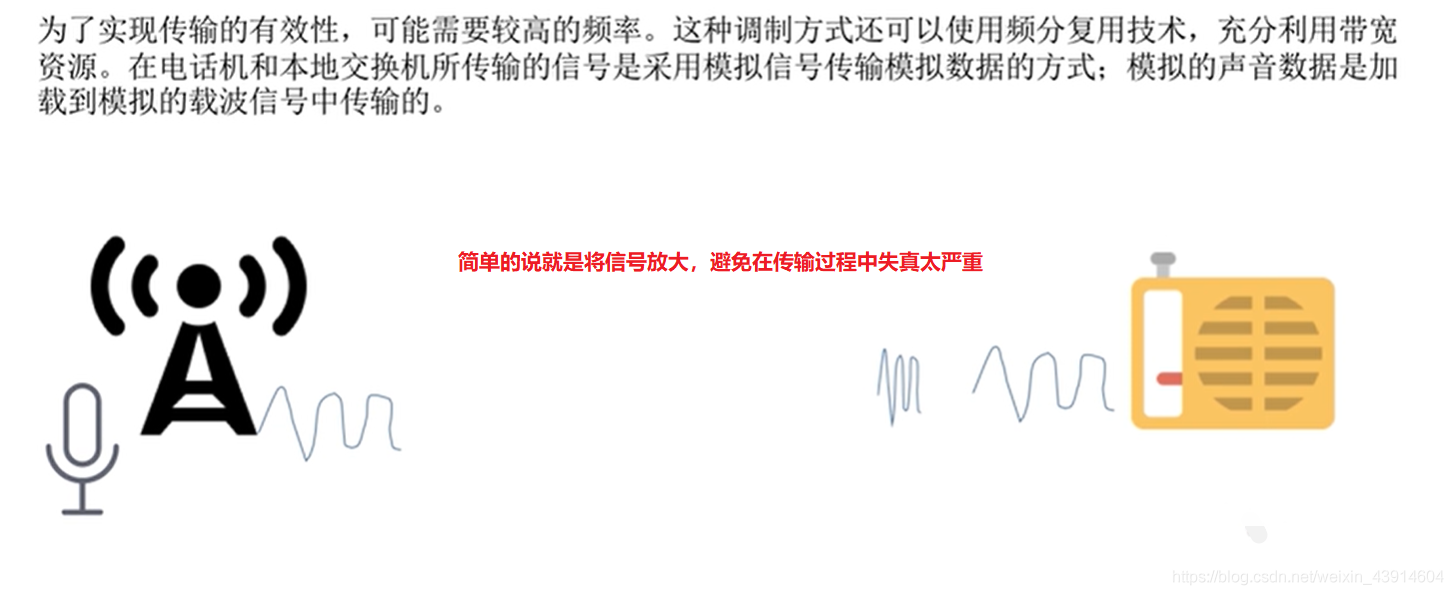 为了实现传输的有效性，可能需要较高的频率。这种调制方式还可以使用频分复用技术，充分利用带宽
资源。在电话机和本地交换机所传输的信号是采用模拟信号传输模拟数据的方式；模拟的声音数据是加
载到模拟的载波信号中传输的。
简单的说就是将信号放大，避免在传输过程中失真太严重
https://blog.csdn.net/weixin_43914604